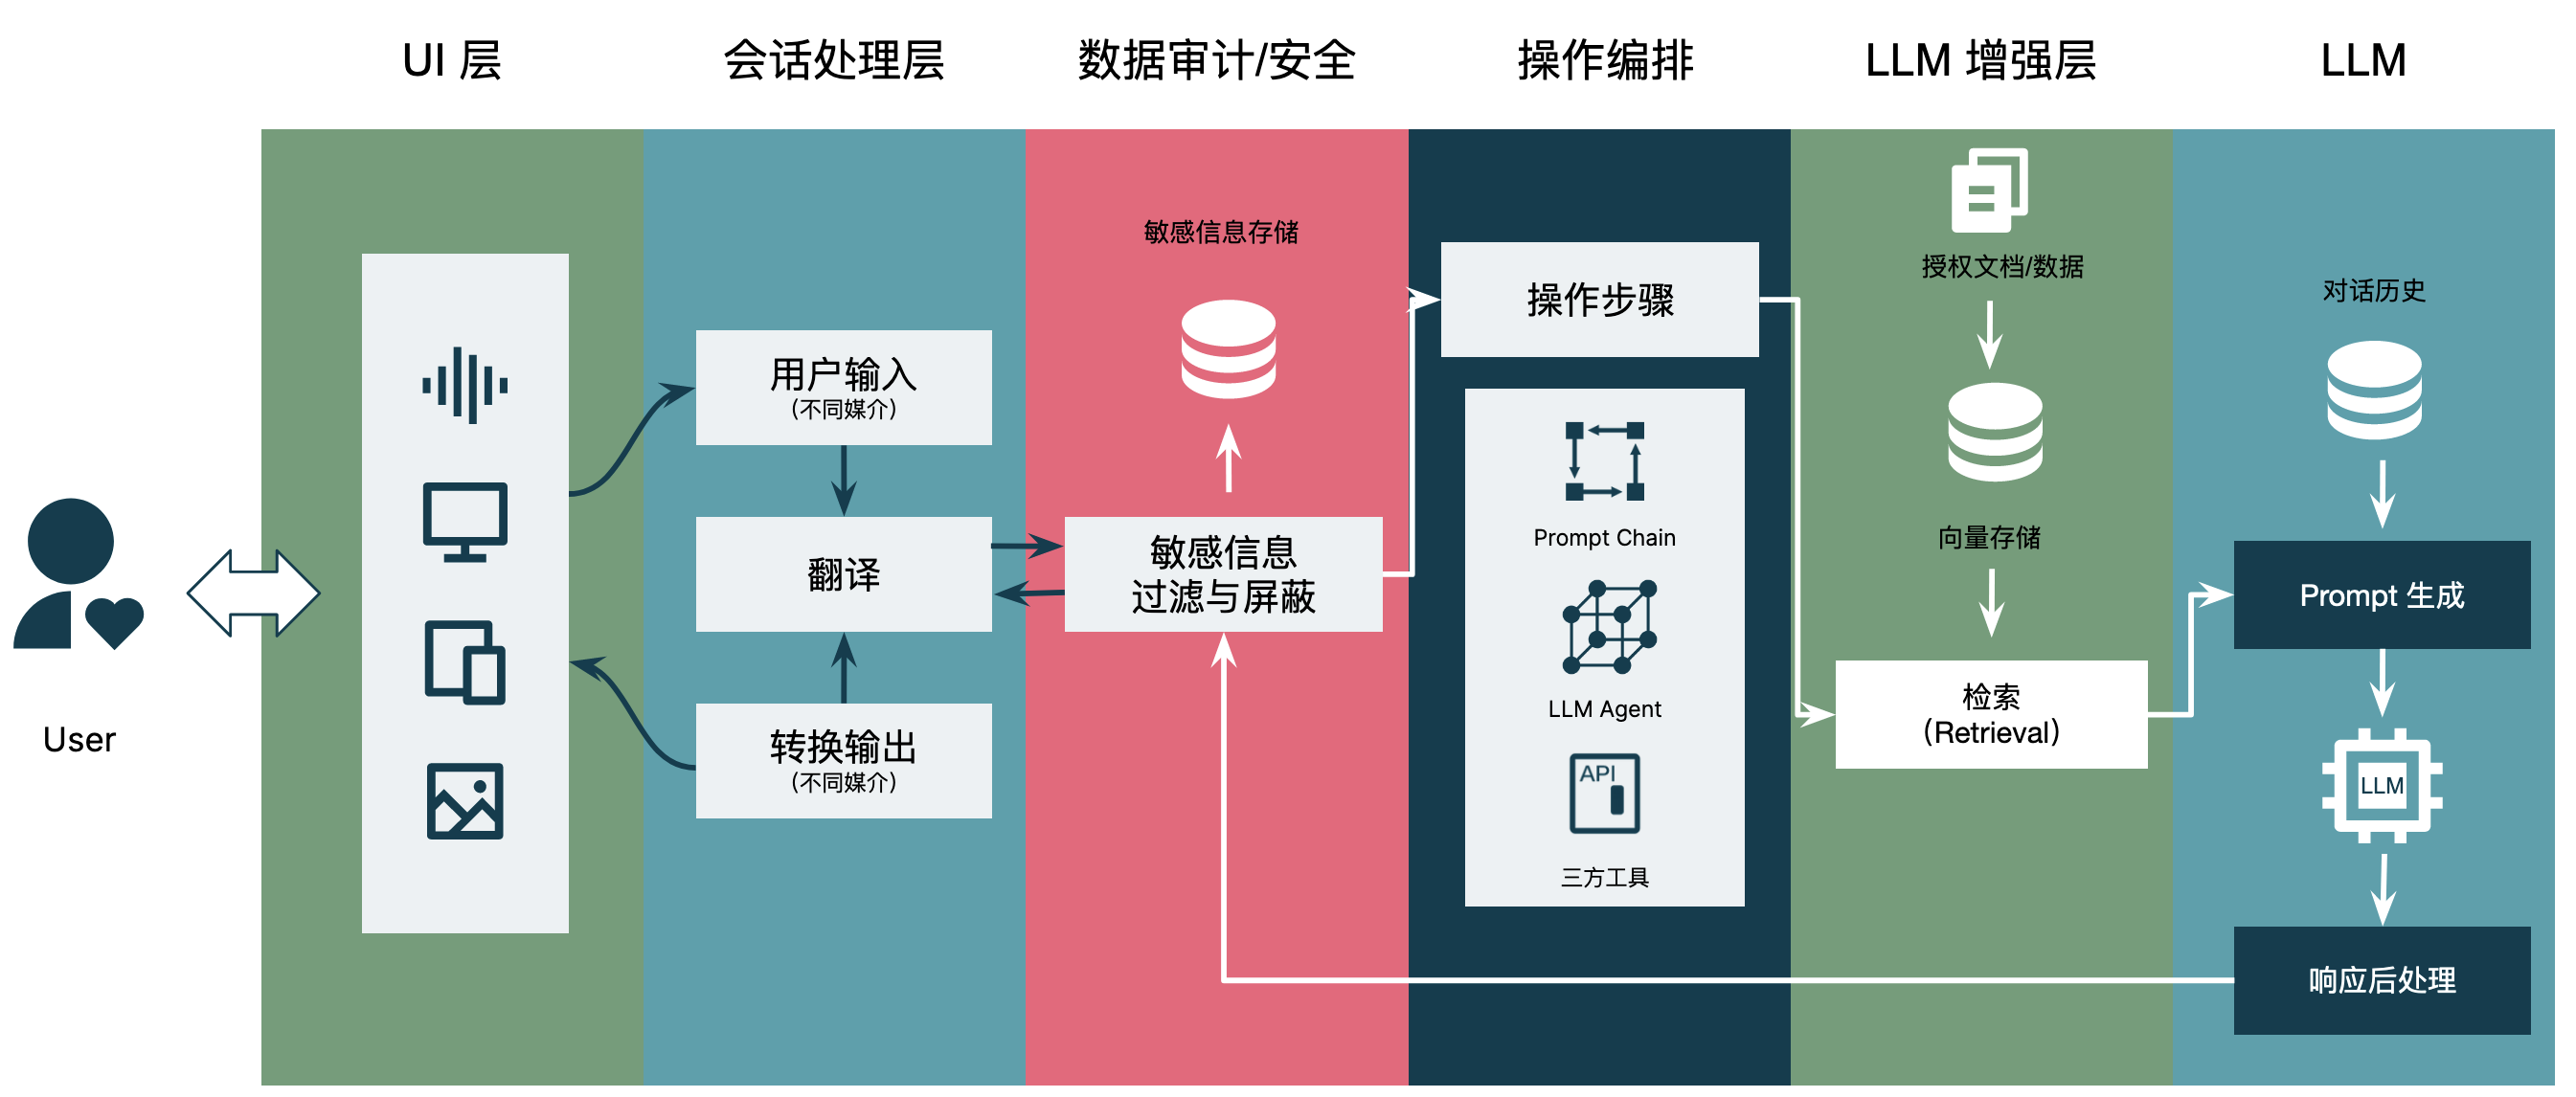 UI 层
会话处理层
数据审计/安全
操作编排
LLM 增强层
LLM
User
用户输入
（不同媒介）
翻译
转换输出
（不同媒介）
敏感信息存储
敏感信息
过滤与屏蔽
操作步骤
Prompt Chain
LLM Agent
API
三方工具
授权文档/数据
向量存储
检索
（Retrieval）
对话历史
Prompt 生成
LLM
响应后处理